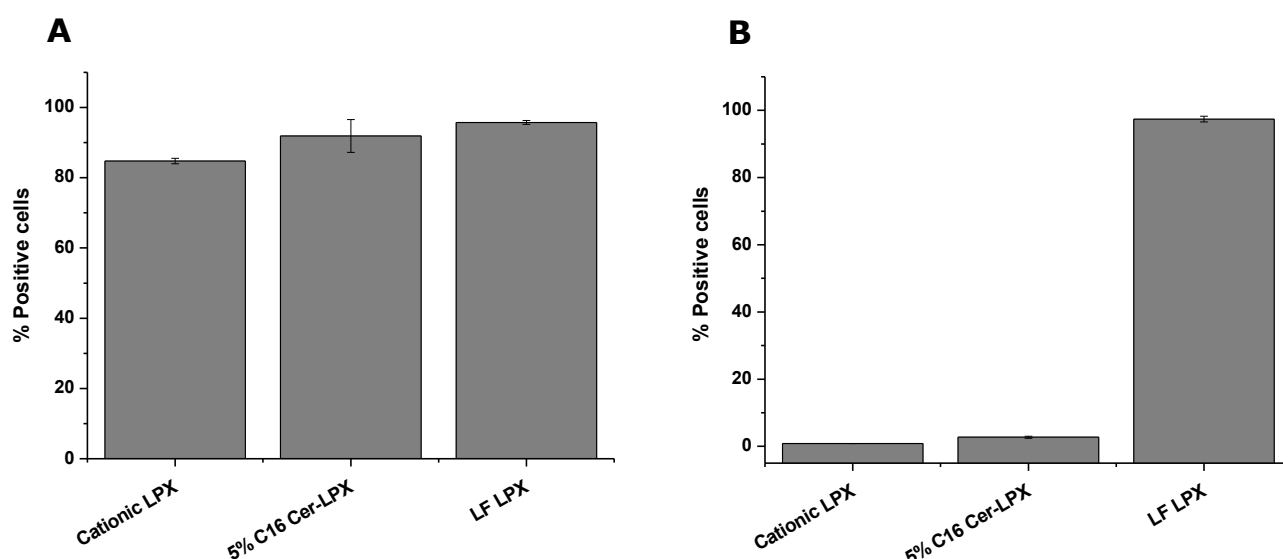 A
% Positive cells
100
80
60
40
20
0
Cationic LPX
5% C16 Cer-LPX
LF LPX
B
% Positive cells
100
80
60
40
20
0
Cationic LPX
5% C16 Cer-LPX
LF LPX